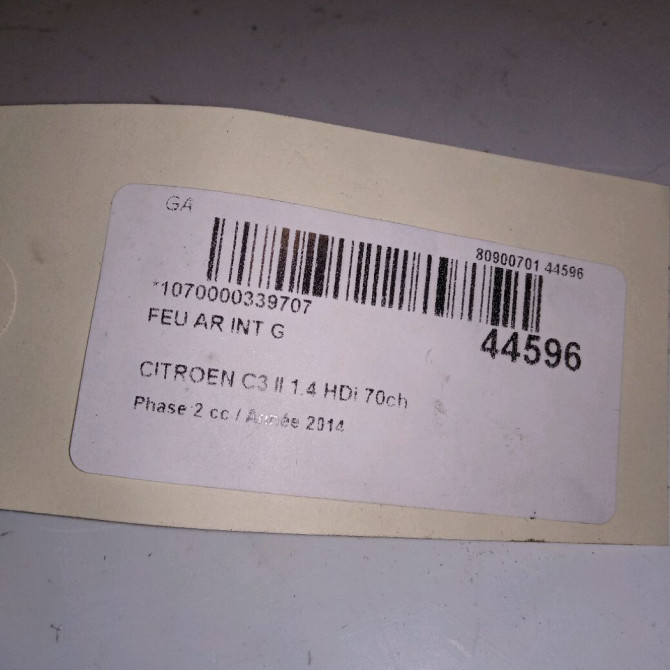 GA
80900701 44596
*1070000339707
FEU AR INT G
44596
CITROEN C3 II 1.4 HDi 70ch
Phase 2 cc / Année 2014